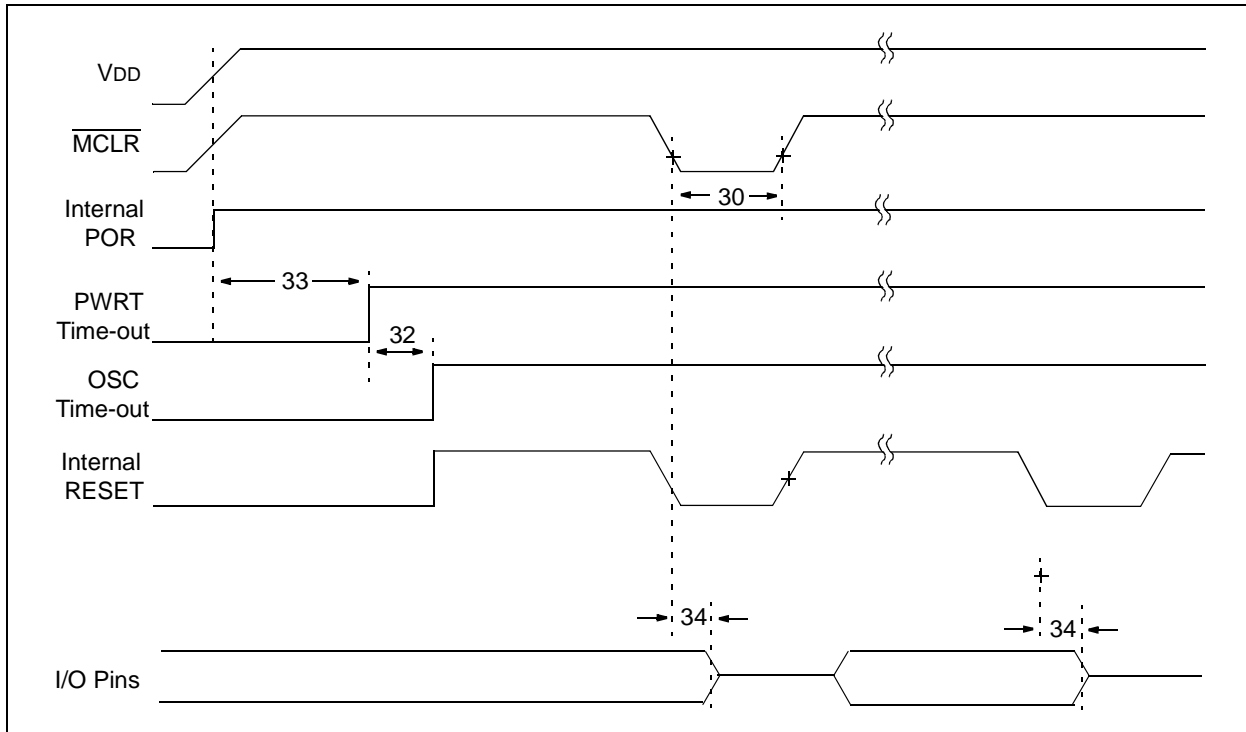 VDD
MCLR
30
Internal
POR
33
PWRT
Time-out
32
OSC
Time-out
Internal
RESET
34
34
I/O Pins